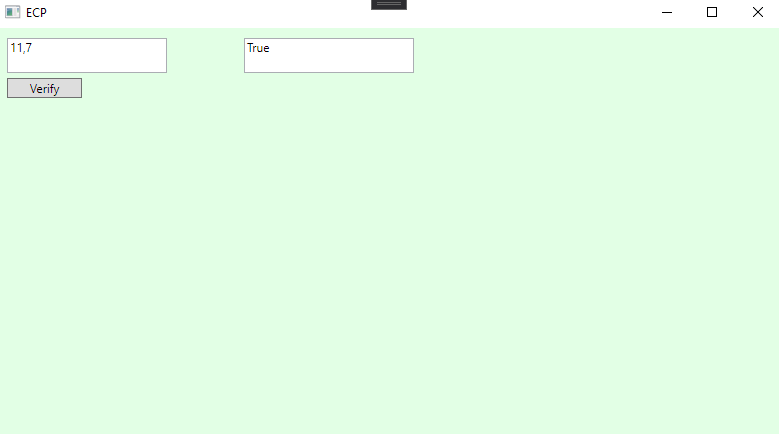 ECP
11,7
True
Verify